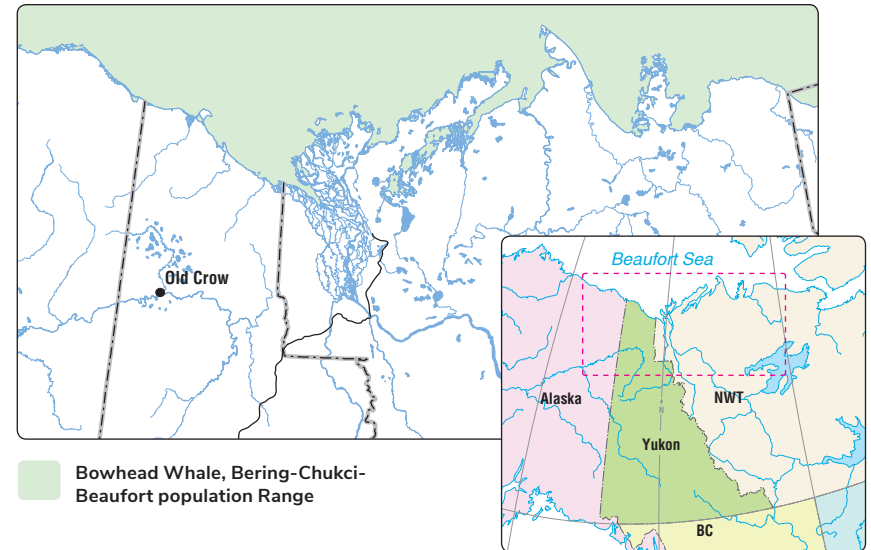 Old Crow
Beaufort Sea
Alaska
NWT
N
Yukon
BC
Bowhead Whale, Bering-Chukci-
Beaufort population Range